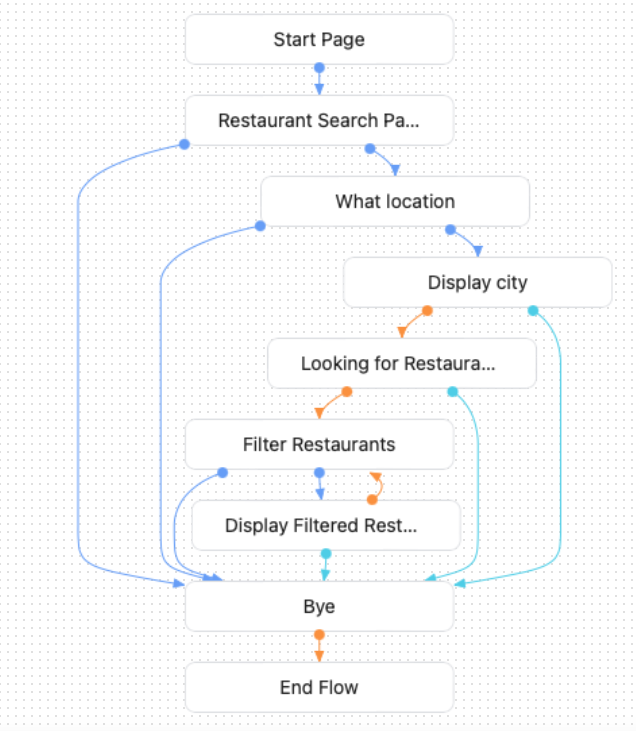 Start Page
Restaurant Search Pa...
What location
Display city
Looking for Restaura...
Filter Restaurants
Display Filtered Rest...
Bye
End Flow